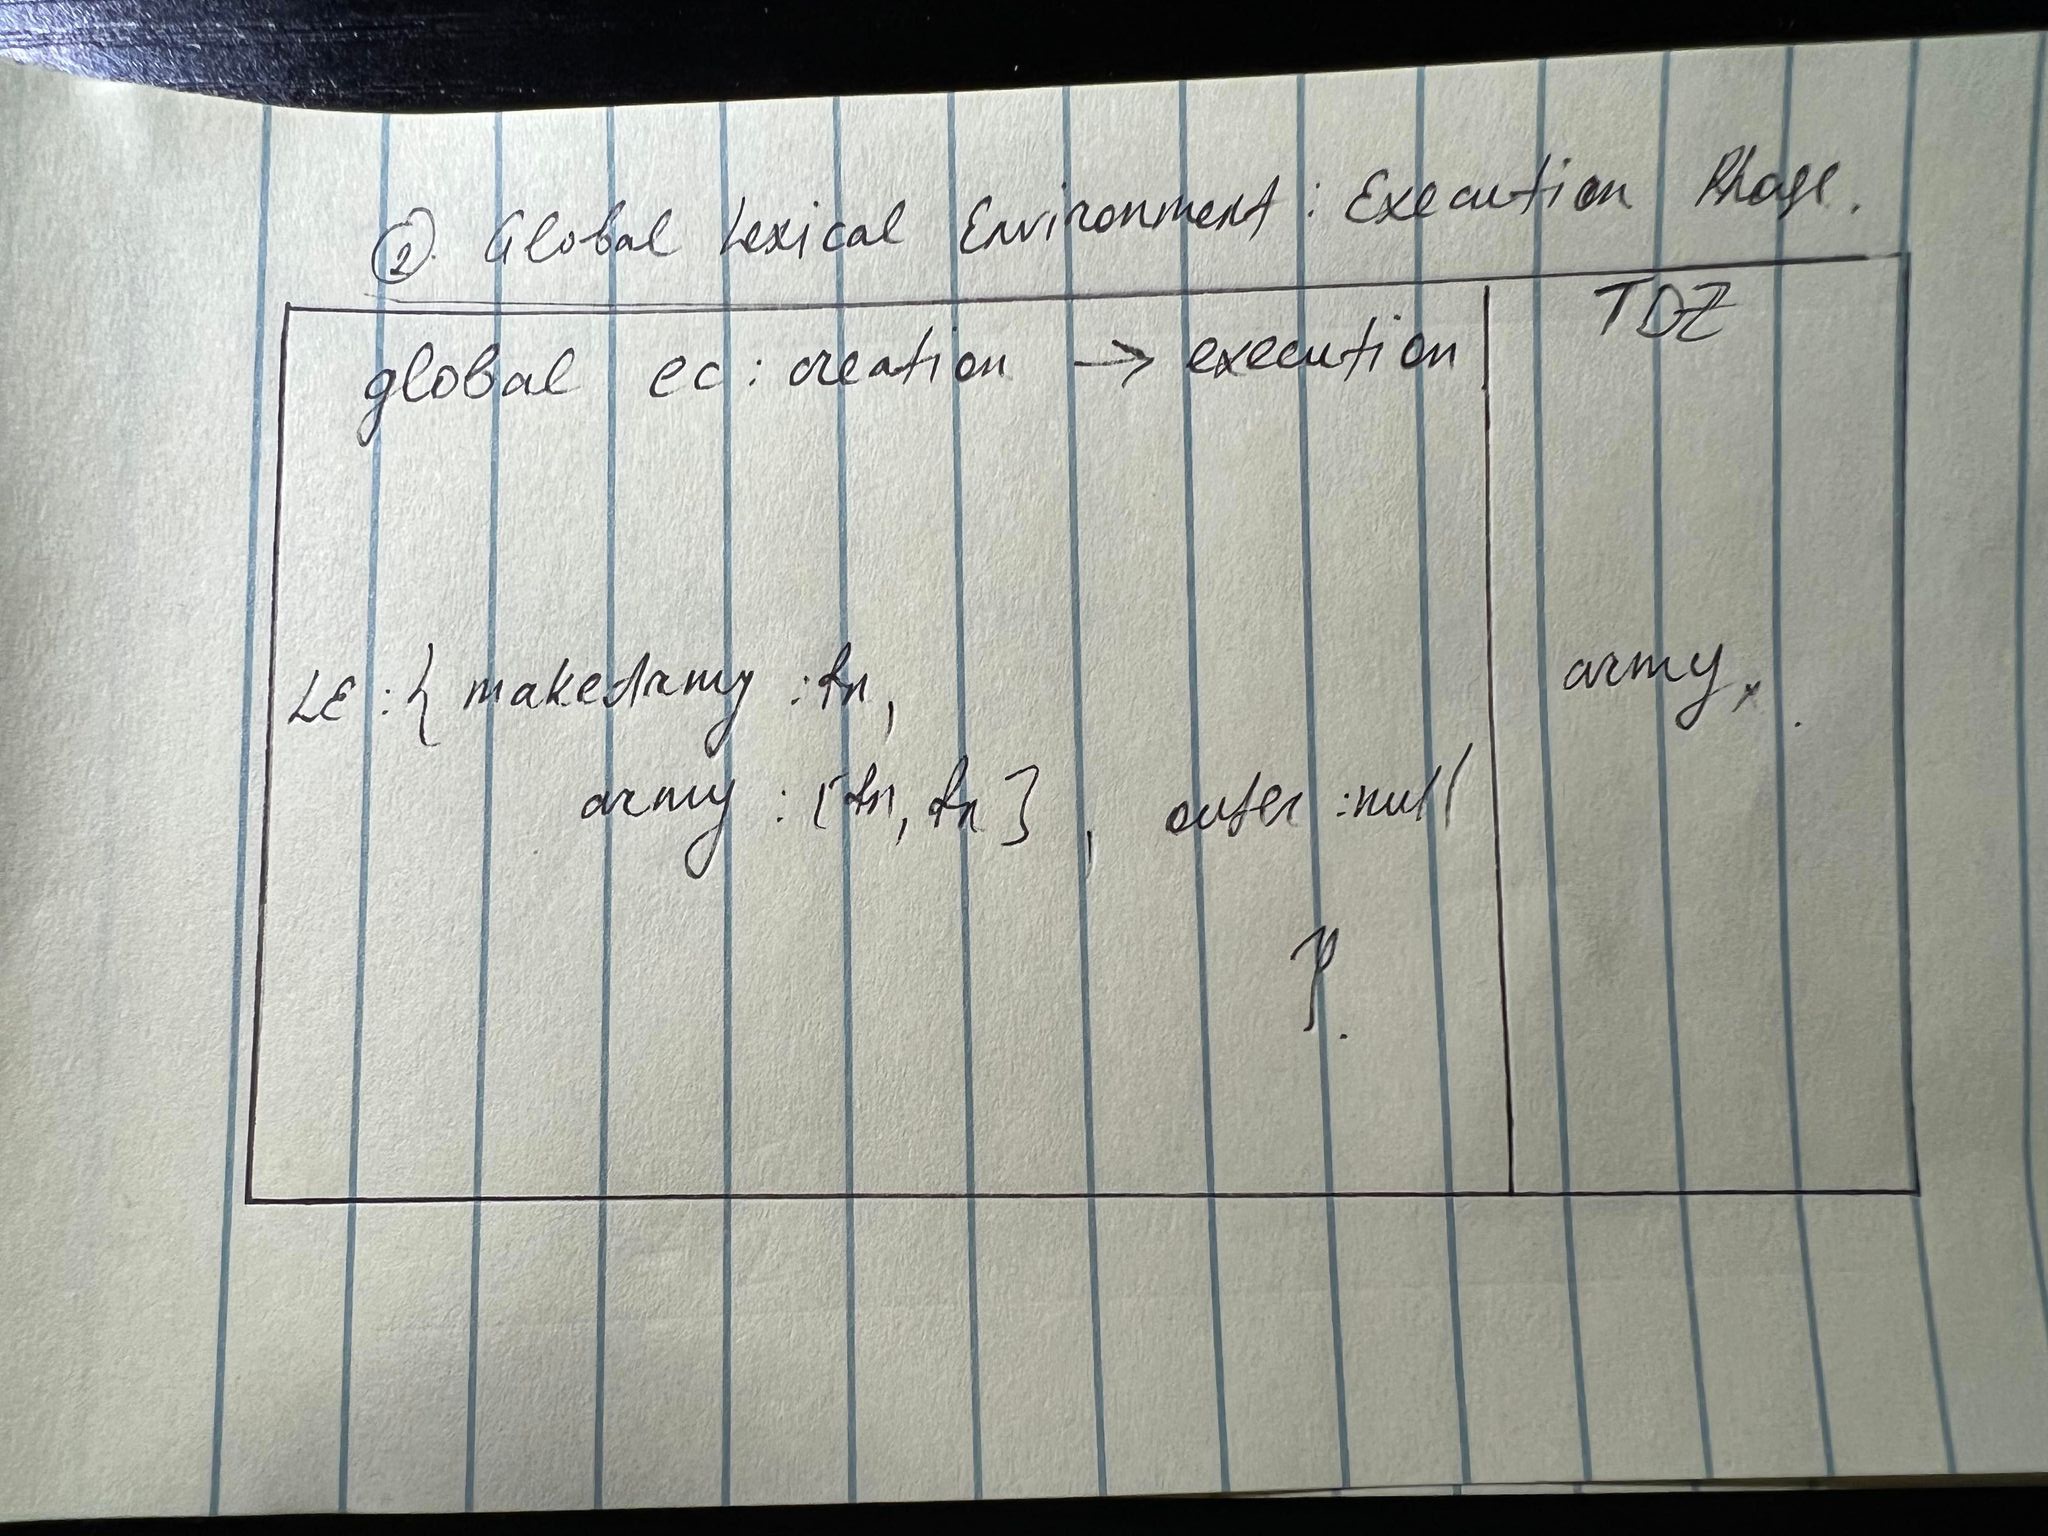 ② Global Lexical Environment : Execution Phase.
global ec : creation → execution
TDZ
LE : { makeArmy : fn,
army : [fn, fn] , outer : null
}.
army